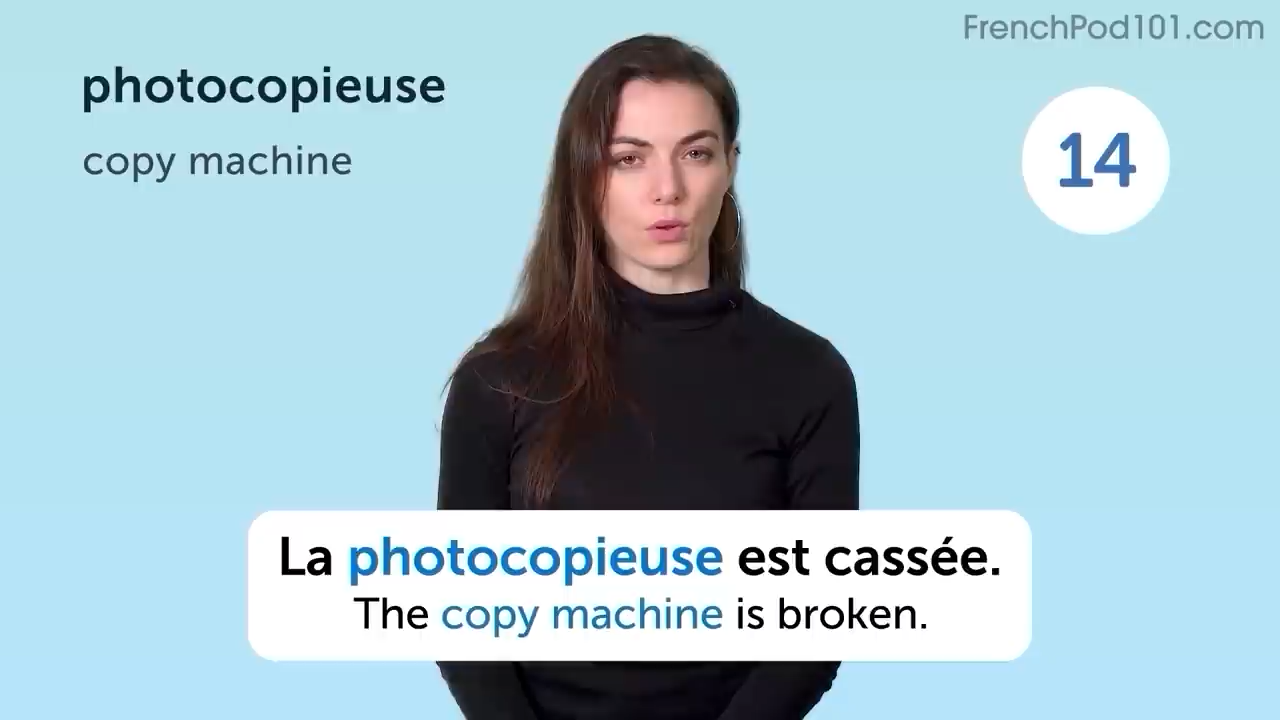 FrenchPod101.com
photocopieuse
copy machine
14
La photocopieuse est cassée.
The copy machine is broken.